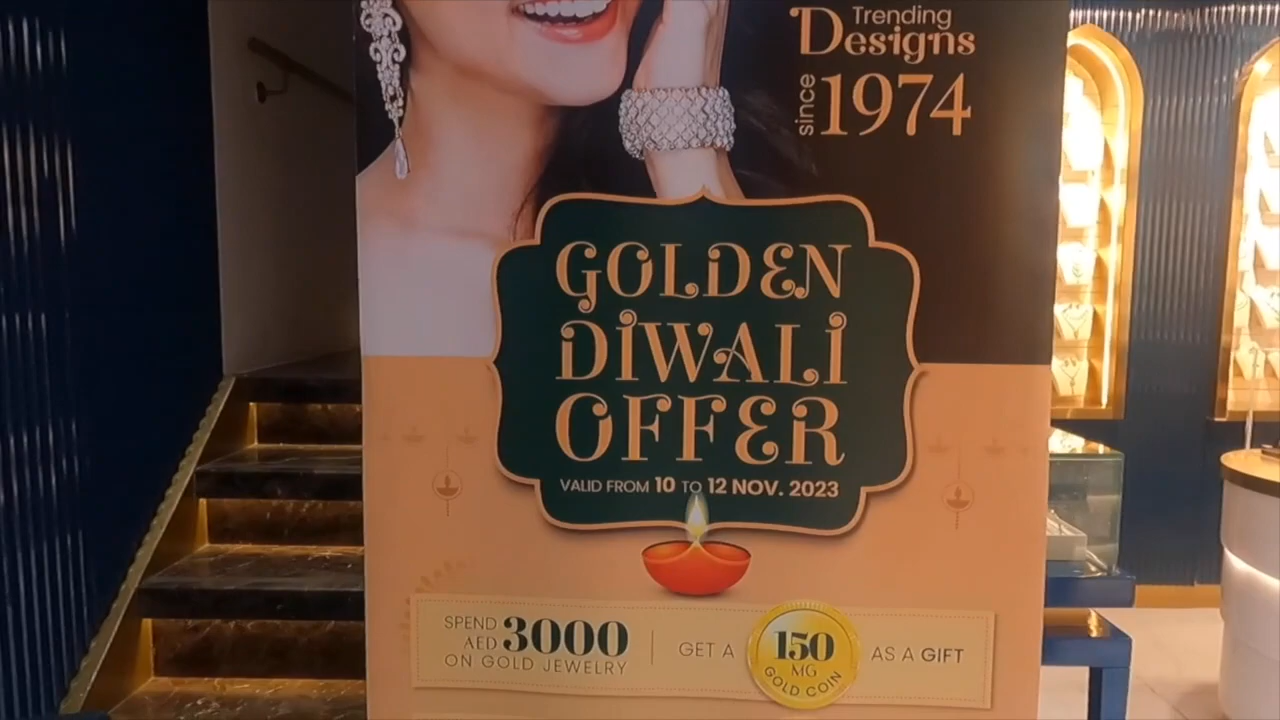 Trending
Designs
since 1974
GOLDEN
DIWALI
OFFER
VALID FROM 10 TO 12 NOV. 2023
SPEND
AED 3000
ON GOLD JEWELRY
GET A
150
MG
GOLD COIN
AS A GIFT